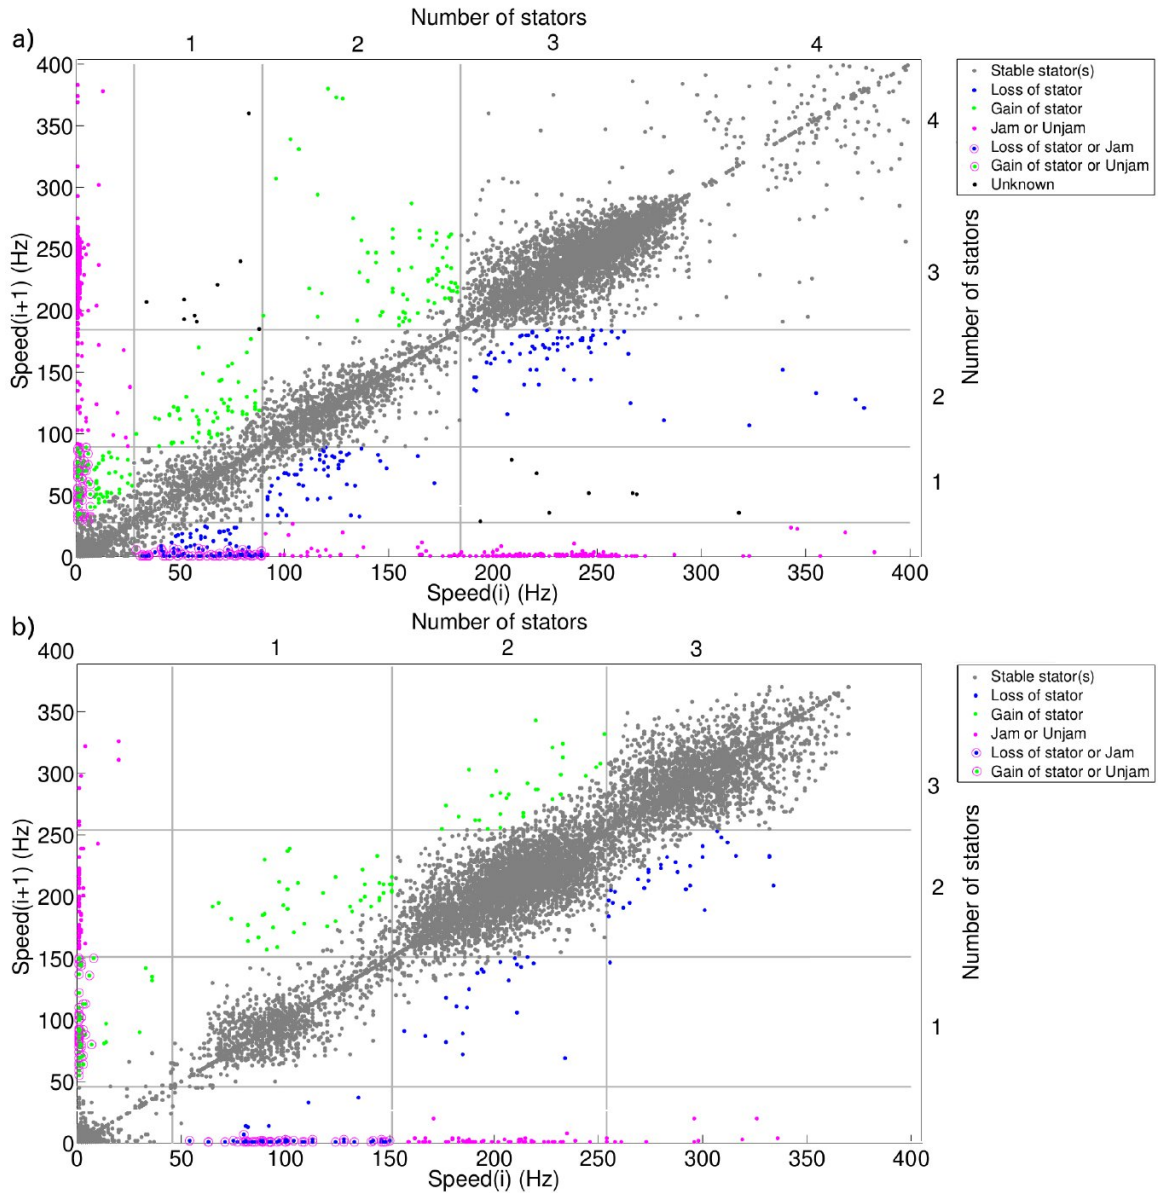 Number of stators
a)
1 2 3 4
400
350
300
250
200
150
100
50
0
Speed(i+1) (Hz)
4
3
2
1
Number of stators
0 50 100 150 200 250 300 350 400
Speed(i) (Hz)
Stable stator(s)
Loss of stator
Gain of stator
Jam or Unjam
Loss of stator or Jam
Gain of stator or Unjam
Unknown
b)
Number of stators
1 2 3
400
350
300
250
200
150
100
50
0
Speed(i+1) (Hz)
3
2
1
Number of stators
0 50 100 150 200 250 300 350 400
Speed(i) (Hz)
Stable stator(s)
Loss of stator
Gain of stator
Jam or Unjam
Loss of stator or Jam
Gain of stator or Unjam